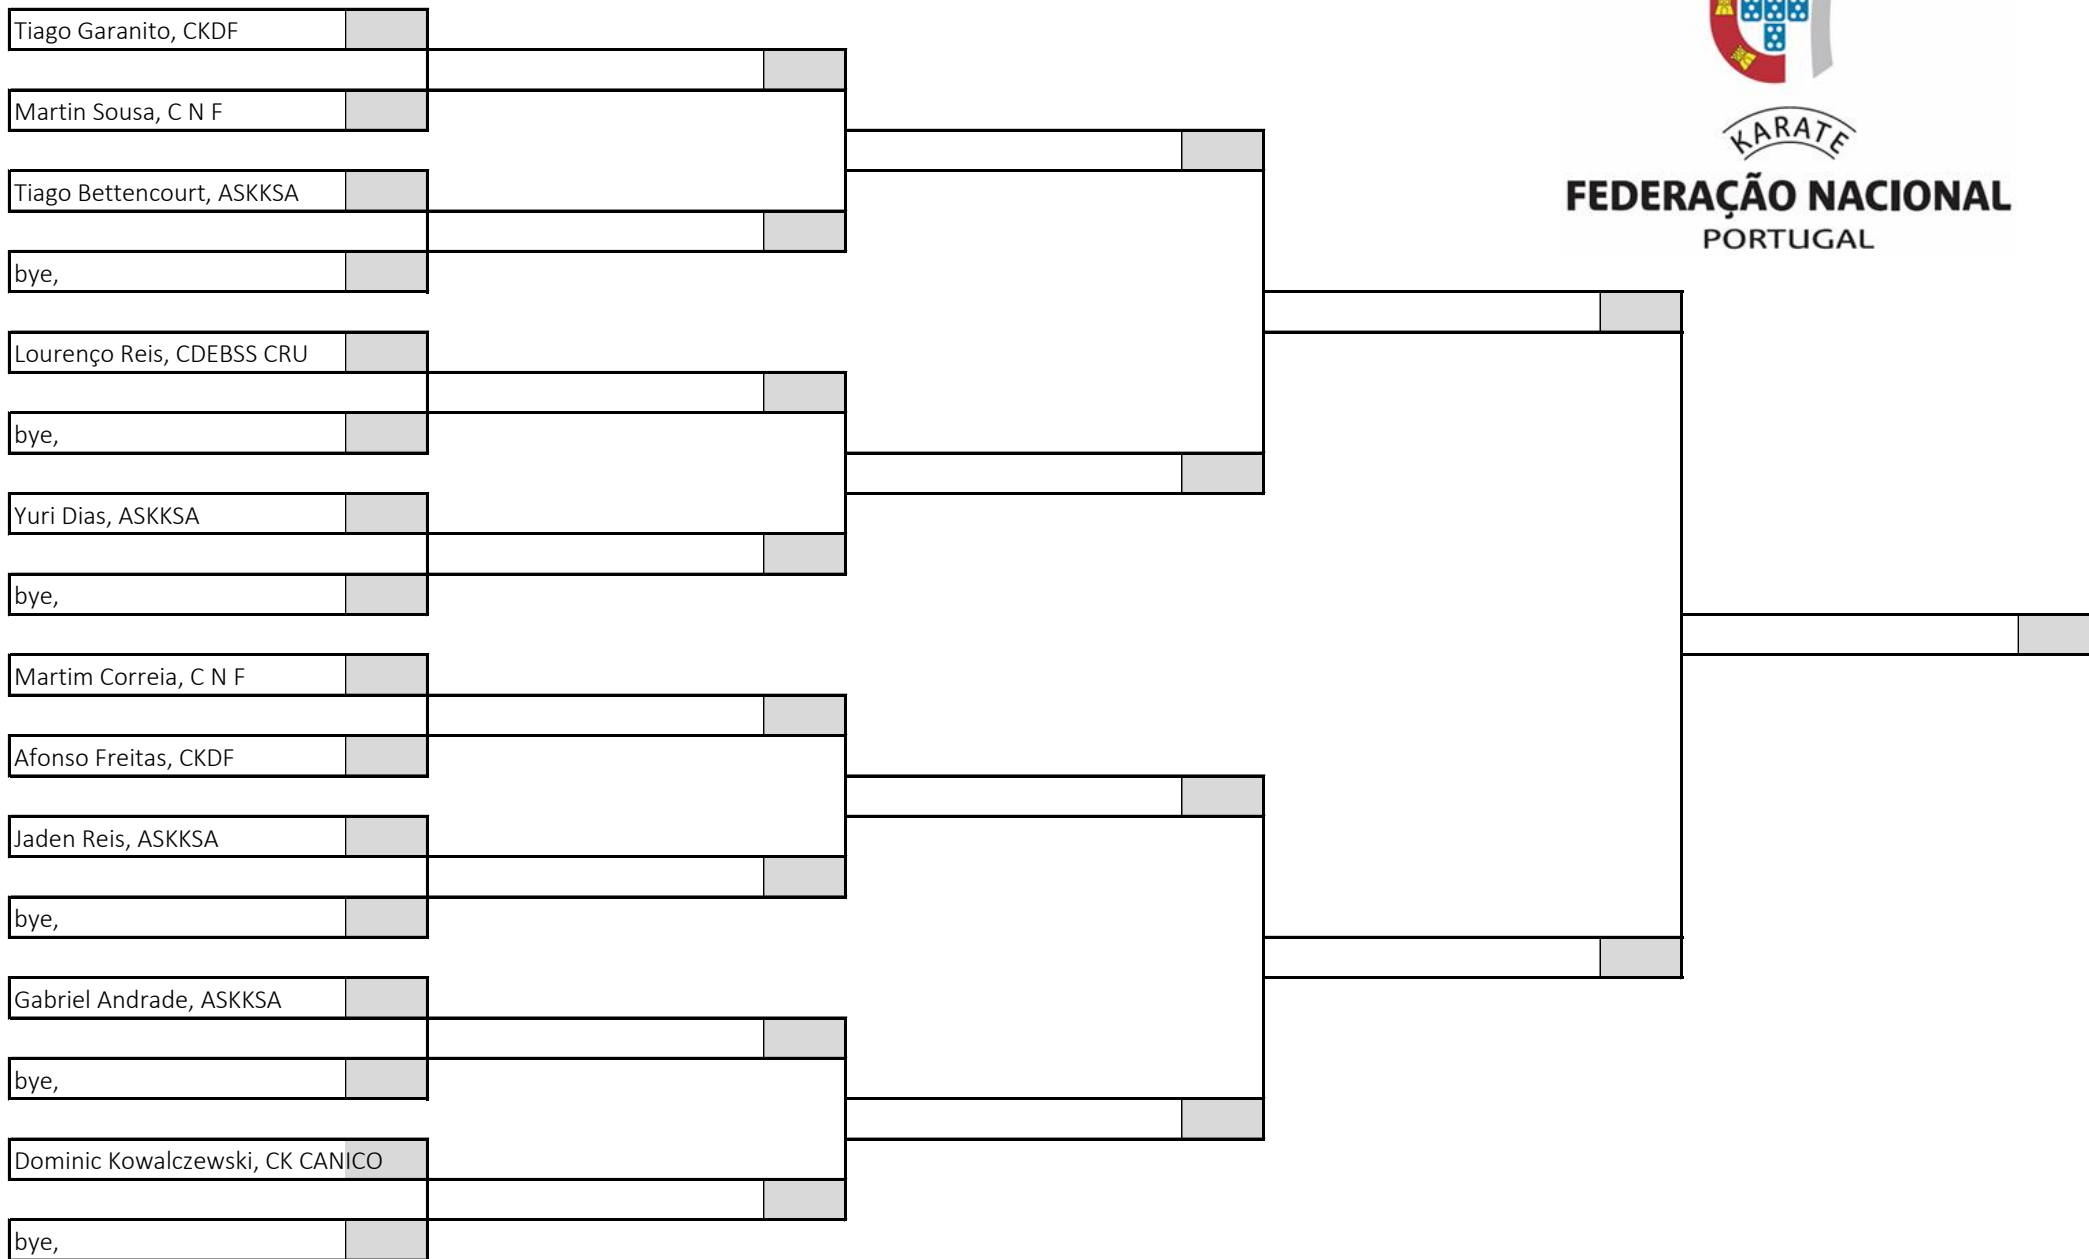 Tiago Garanito, CKDF
Martin Sousa, C N F
KARATE
FEDERAÇÃO NACIONAL
PORTUGAL
Tiago Bettencourt, ASKKSA
bye,
Lourenço Reis, CDEBSS CRU
bye,
Yuri Dias, ASKKSA
bye,
Martim Correia, C N F
Afonso Freitas, CKDF
Jaden Reis, ASKKSA
bye,
Gabriel Andrade, ASKKSA
bye,
Dominic Kowalczewski, CK CANICO
bye,